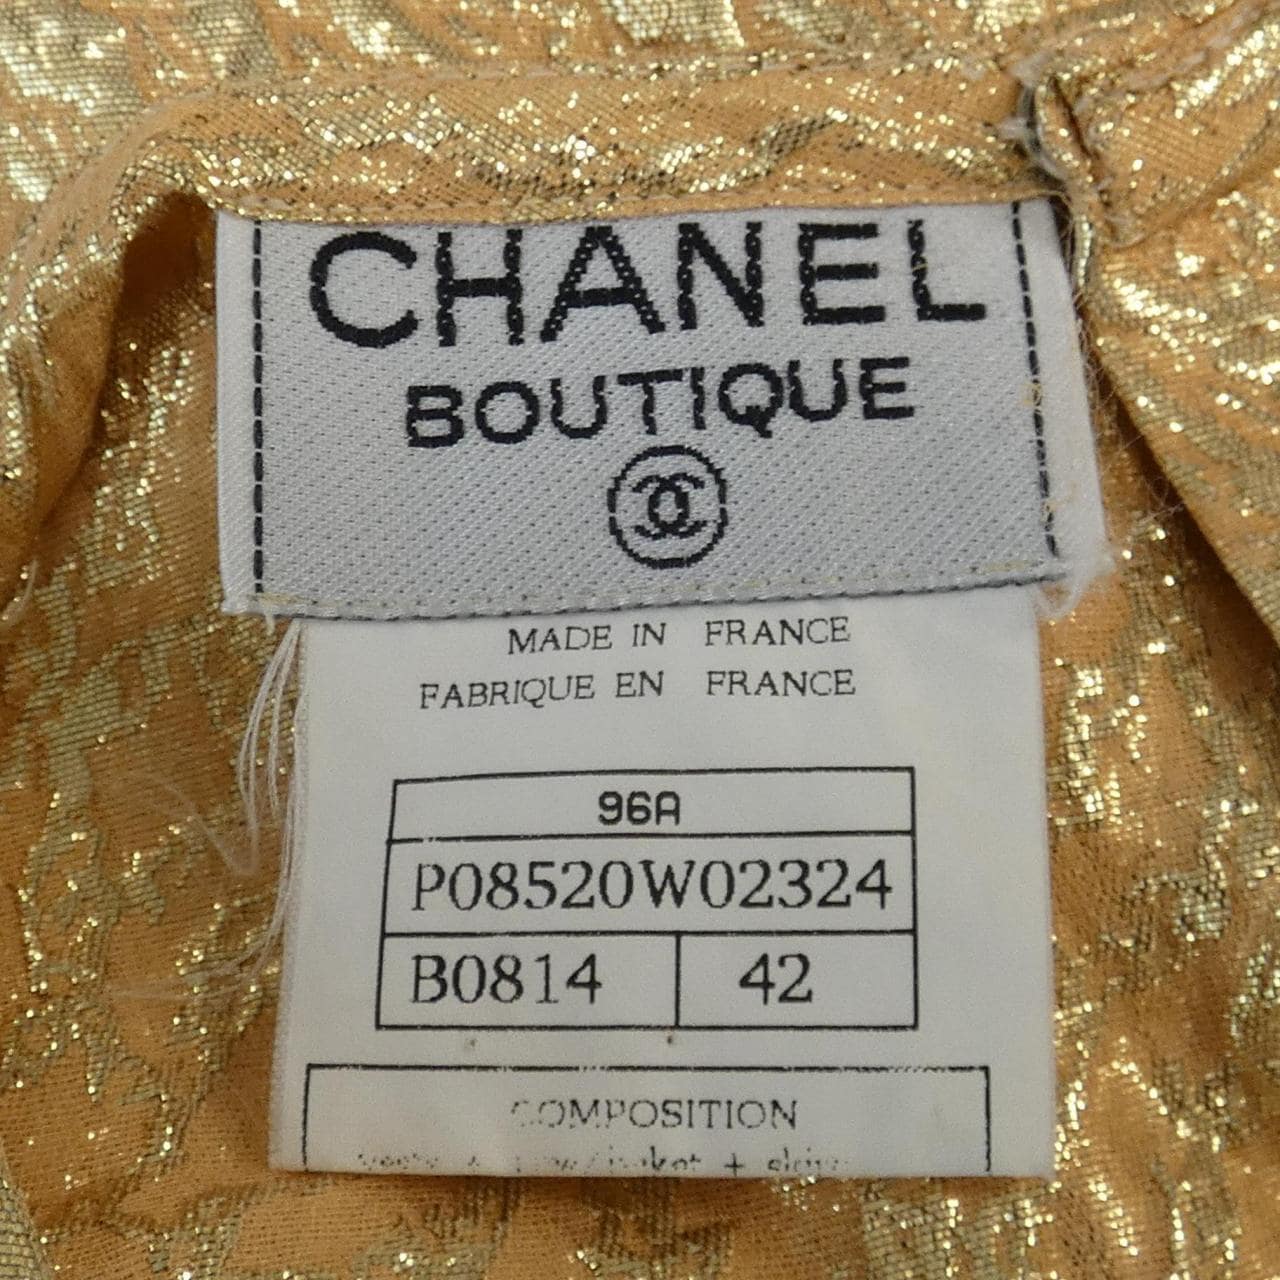 CHANEL
BOUTIQUE
MADE IN FRANCE
FABRIQUE EN FRANCE
96A
P08520W02324
B0814 42
COMPOSITION